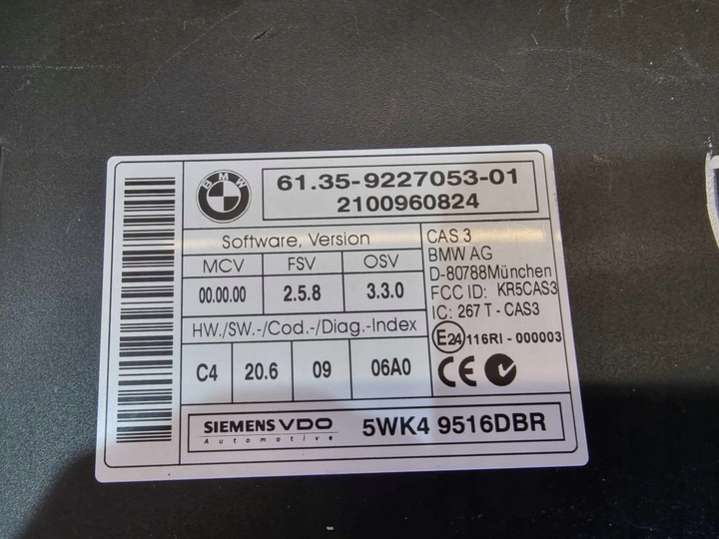 BMW
61.35-9227053-01
2100960824
Software, Version
MCV FSV OSV
00.00.00 2.5.8 3.3.0
HW./SW.-/Cod.-/Diag.-Index
C4 20.6 09 06A0
CAS 3
BMW AG
D-80788München
FCC ID: KR5CAS3
IC: 267 T - CAS3
E24 116RI - 000003
CE
SIEMENS VDO
Automotive
5WK4 9516DBR